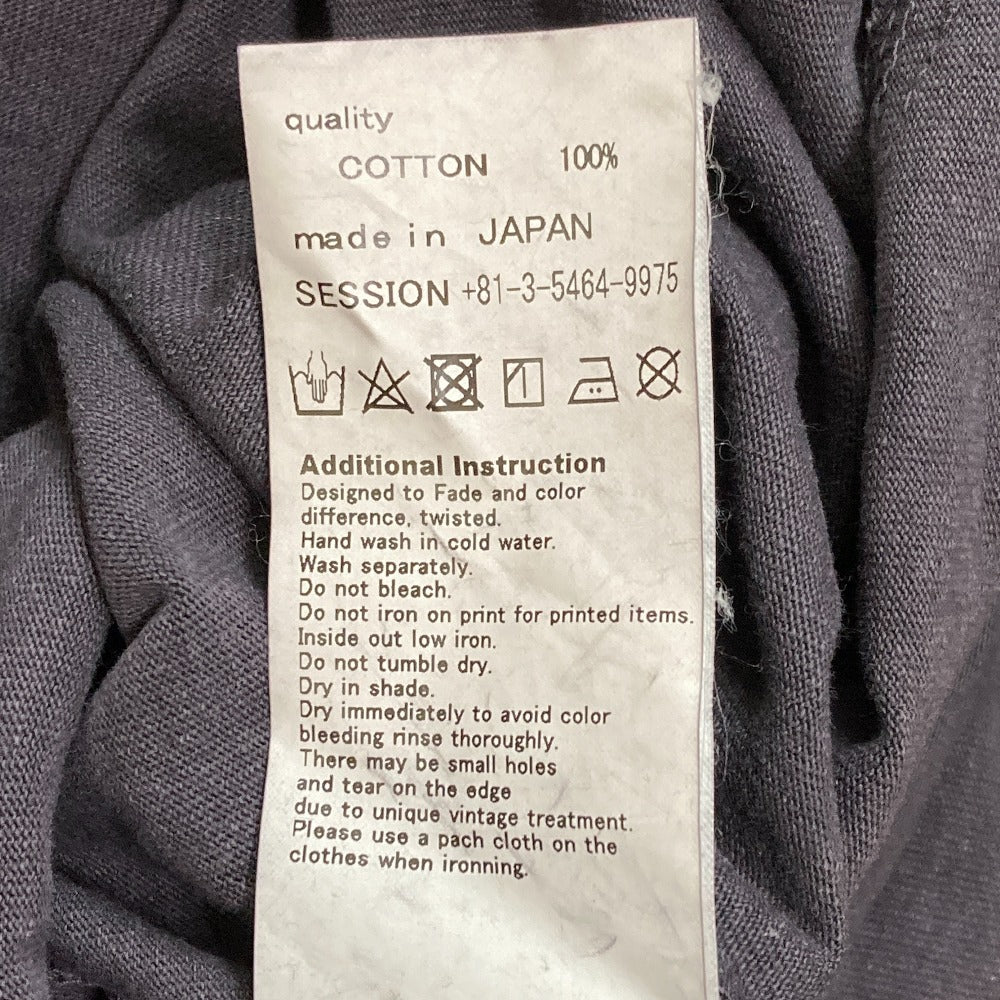 quality
COTTON 100%
made in JAPAN
SESSION +81-3-5464-9975
Additional Instruction
Designed to Fade and color
difference, twisted.
Hand wash in cold water.
Wash separately.
Do not bleach.
Do not iron on print for printed items.
Inside out low iron.
Do not tumble dry.
Dry in shade.
Dry immediately to avoid color
bleeding rinse thoroughly.
There may be small holes
and tear on the edge
due to unique vintage treatment.
Please use a pach cloth on the
clothes when ironning.